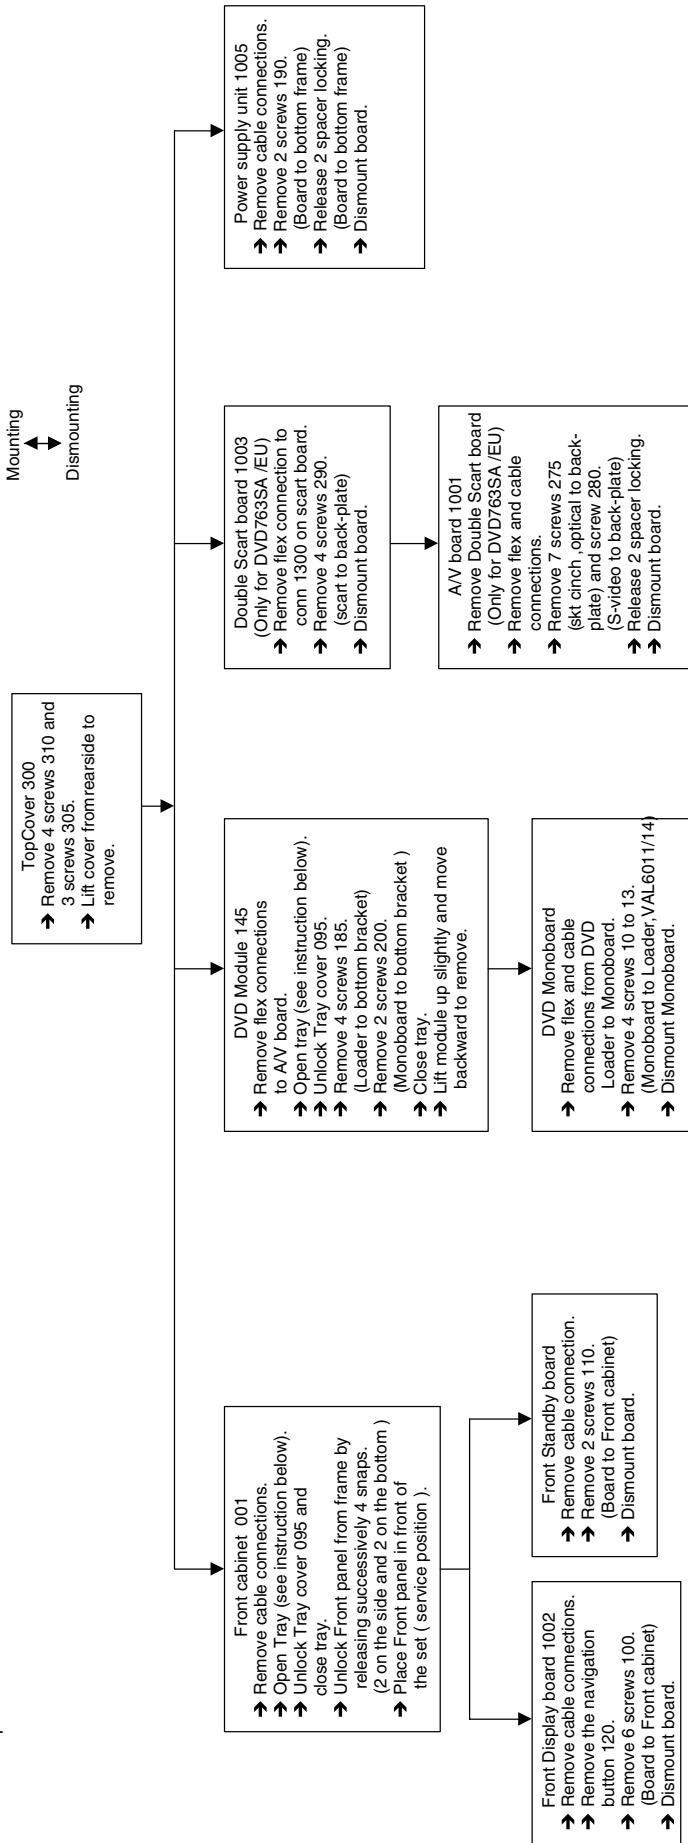 Mounting
Dismounting
TopCover 300
➔ Remove 4 screws 310 and
3 screws 305.
➔ Lift cover from rearside to
remove.
Front cabinet 001
➔ Remove cable connections.
➔ Open Tray (see instruction below).
➔ Unlock Tray cover 095 and
close tray.
➔ Unlock Front panel from frame by
releasing successively 4 snaps.
(2 on the side and 2 on the bottom )
➔ Place Front panel in front of
the set ( service position ).
DVD Module 145
➔ Remove flex connections
to A/V board.
➔ Open tray (see instruction below).
➔ Unlock Tray cover 095.
➔ Remove 4 screws 185.
(Loader to bottom bracket)
➔ Remove 2 screws 200.
(Monoboard to bottom bracket )
➔ Close tray.
➔ Lift module up slightly and move
backward to remove.
Double Scart board 1003
(Only for DVD763SA /EU)
➔ Remove flex connection to
conn 1300 on scart board.
➔ Remove 4 screws 290.
(scart to back-plate)
➔ Dismount board.
Power supply unit 1005
➔ Remove cable connections.
➔ Remove 2 screws 190.
(Board to bottom frame)
➔ Release 2 spacer locking.
(Board to bottom frame)
➔ Dismount board.
Front Display board 1002
➔ Remove cable connections.
➔ Remove the navigation
button 120.
➔ Remove 6 screws 100.
(Board to Front cabinet)
➔ Dismount board.
Front Standby board
➔ Remove cable connection.
➔ Remove 2 screws 110.
(Board to Front cabinet)
➔ Dismount board.
DVD Monoboard
➔ Remove flex and cable
connections from DVD
Loader to Monoboard.
➔ Remove 4 screws 10 to 13.
(Monoboard to Loader,VAL6011/14)
➔ Dismount Monoboard.
A/V board 1001
➔ Remove Double Scart board
(Only for DVD763SA /EU)
➔ Remove flex and cable
connections.
➔ Remove 7 screws 275
(skt cinch ,optical to back-
plate) and screw 280.
(S-video to back-plate)
➔ Release 2 spacer locking.
➔ Dismount board.